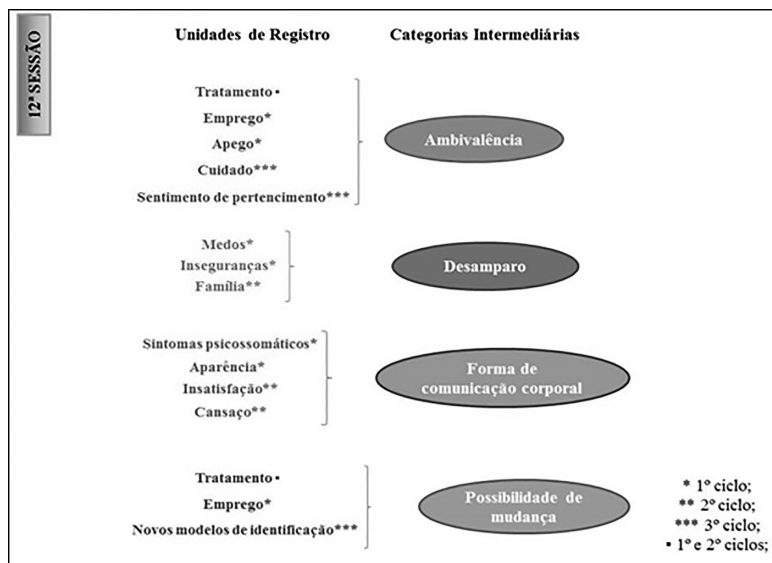 12ª SESSÃO
Unidades de Registro
Categorias Intermediárias
Tratamento•
Emprego*
Apego*
Cuidado***
Sentimento de pertencimento***
Ambivalência
Medos*
Inseguranças*
Família**
Desamparo
Sintomas psicossomáticos*
Aparência*
Insatisfação**
Cansaço**
Forma de
comunicação corporal
Tratamento•
Emprego*
Novos modelos de identificação***
Possibilidade de
mudança
* 1º ciclo;
** 2º ciclo;
*** 3º ciclo;
• 1º e 2º ciclos;